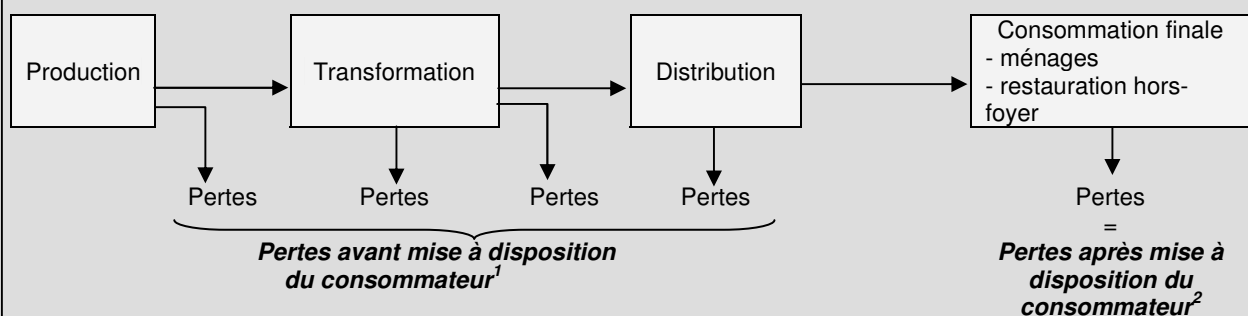 Production
Transformation
Distribution
Consommation finale
- ménages
- restauration hors-
foyer
Pertes
Pertes
Pertes
Pertes
Pertes
=
Pertes avant mise à disposition
du consommateur1
Pertes après mise à
disposition du
consommateur2